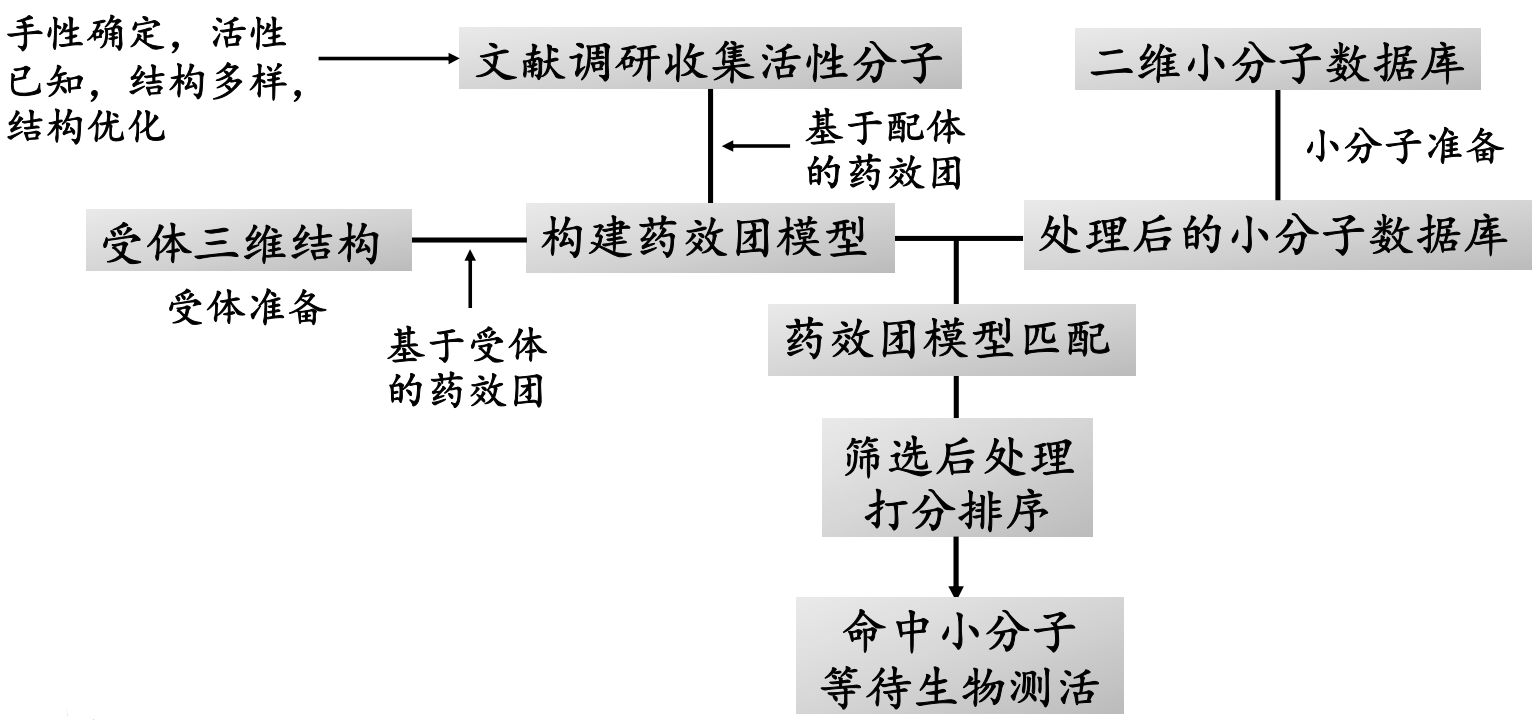 手性确定，活性
已知，结构多样，
结构优化
文献调研收集活性分子
二维小分子数据库
基于配体
的药效团
小分子准备
受体三维结构
构建药效团模型
处理后的小分子数据库
受体准备
基于受体
的药效团
药效团模型匹配
筛选后处理
打分排序
命中小分子
等待生物测活